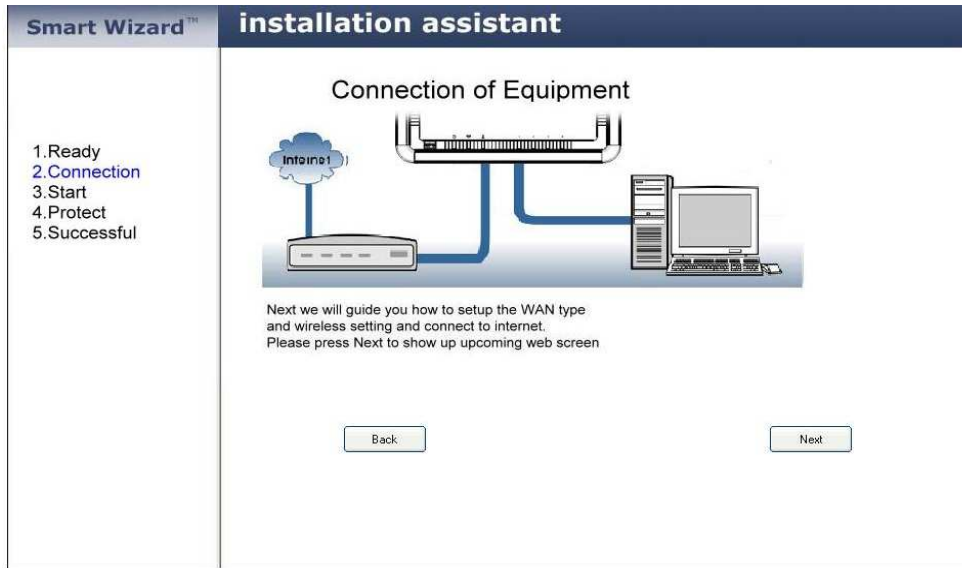 Smart Wizard™
installation assistant
1.Ready
2.Connection
3.Start
4.Protect
5.Successful
Connection of Equipment
Internet
Next we will guide you how to setup the WAN type
and wireless setting and connect to internet.
Please press Next to show up upcoming web screen
Back
Next